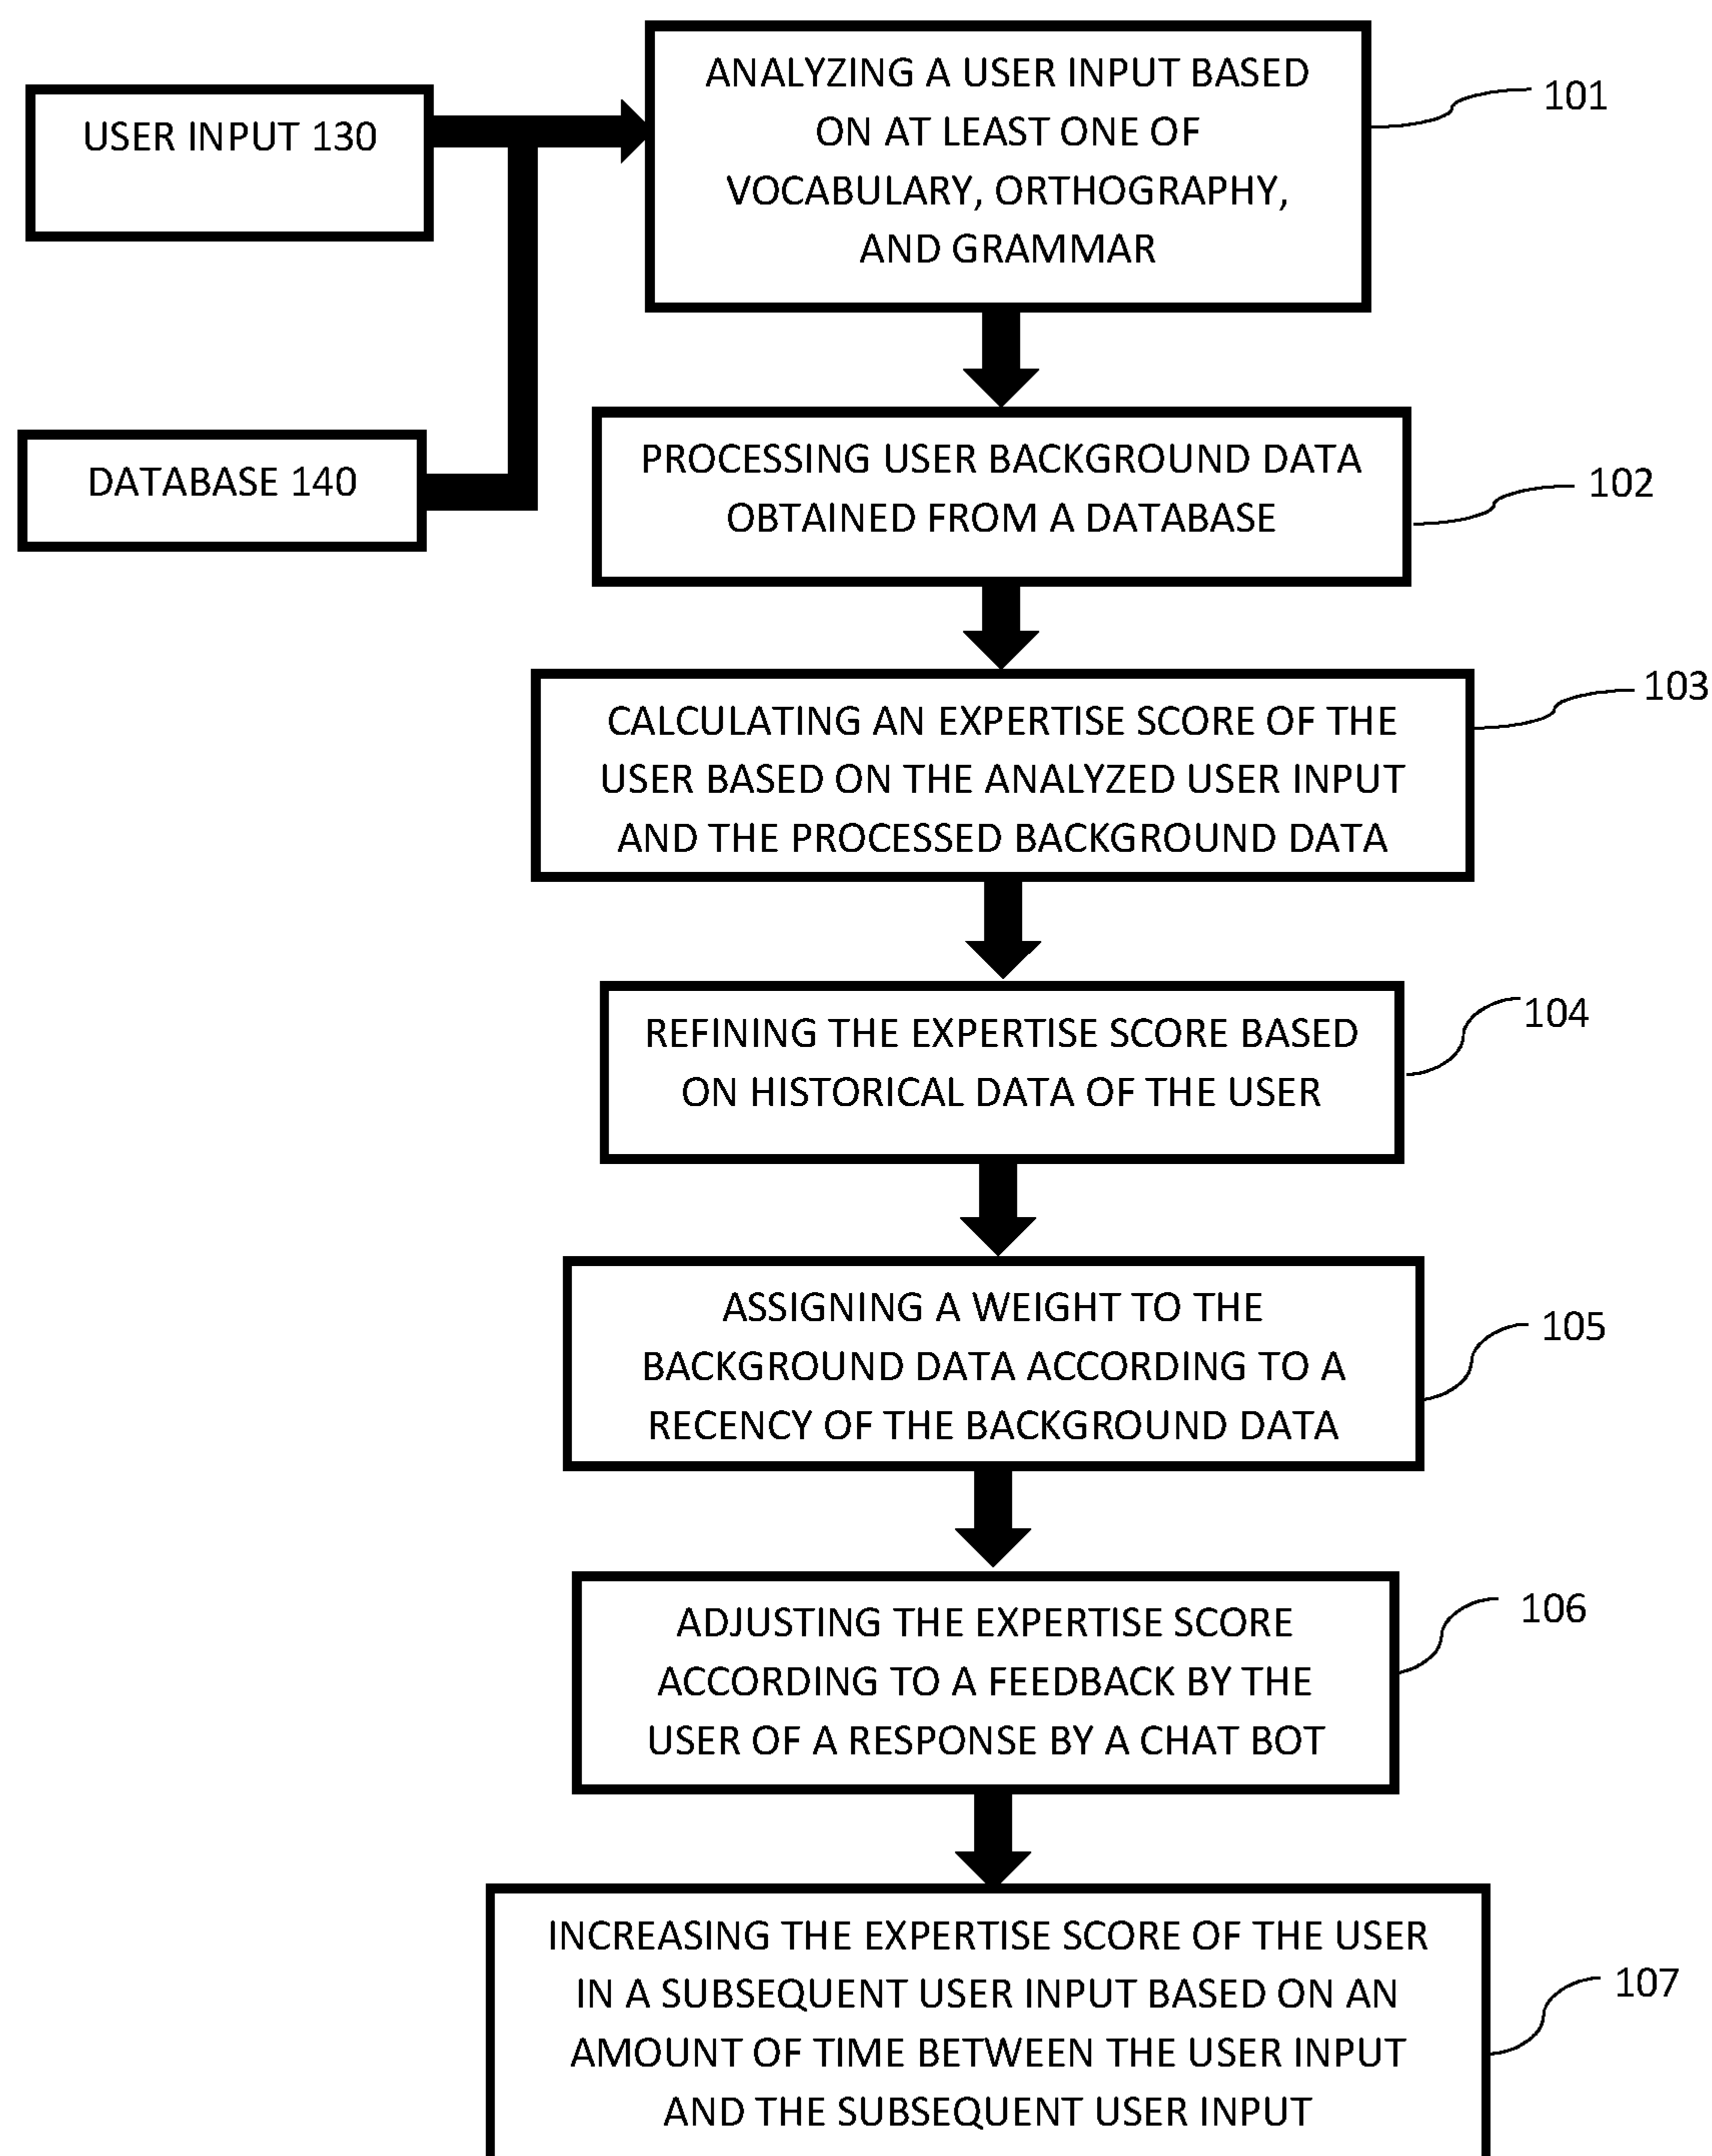 USER INPUT 130
DATABASE 140
ANALYZING A USER INPUT BASED
ON AT LEAST ONE OF
VOCABULARY, ORTHOGRAPHY,
AND GRAMMAR
101
PROCESSING USER BACKGROUND DATA
OBTAINED FROM A DATABASE
102
CALCULATING AN EXPERTISE SCORE OF THE
USER BASED ON THE ANALYZED USER INPUT
AND THE PROCESSED BACKGROUND DATA
103
REFINING THE EXPERTISE SCORE BASED
ON HISTORICAL DATA OF THE USER
104
ASSIGNING A WEIGHT TO THE
BACKGROUND DATA ACCORDING TO A
RECENCY OF THE BACKGROUND DATA
105
ADJUSTING THE EXPERTISE SCORE
ACCORDING TO A FEEDBACK BY THE
USER OF A RESPONSE BY A CHAT BOT
106
INCREASING THE EXPERTISE SCORE OF THE USER
IN A SUBSEQUENT USER INPUT BASED ON AN
AMOUNT OF TIME BETWEEN THE USER INPUT
AND THE SUBSEQUENT USER INPUT
107